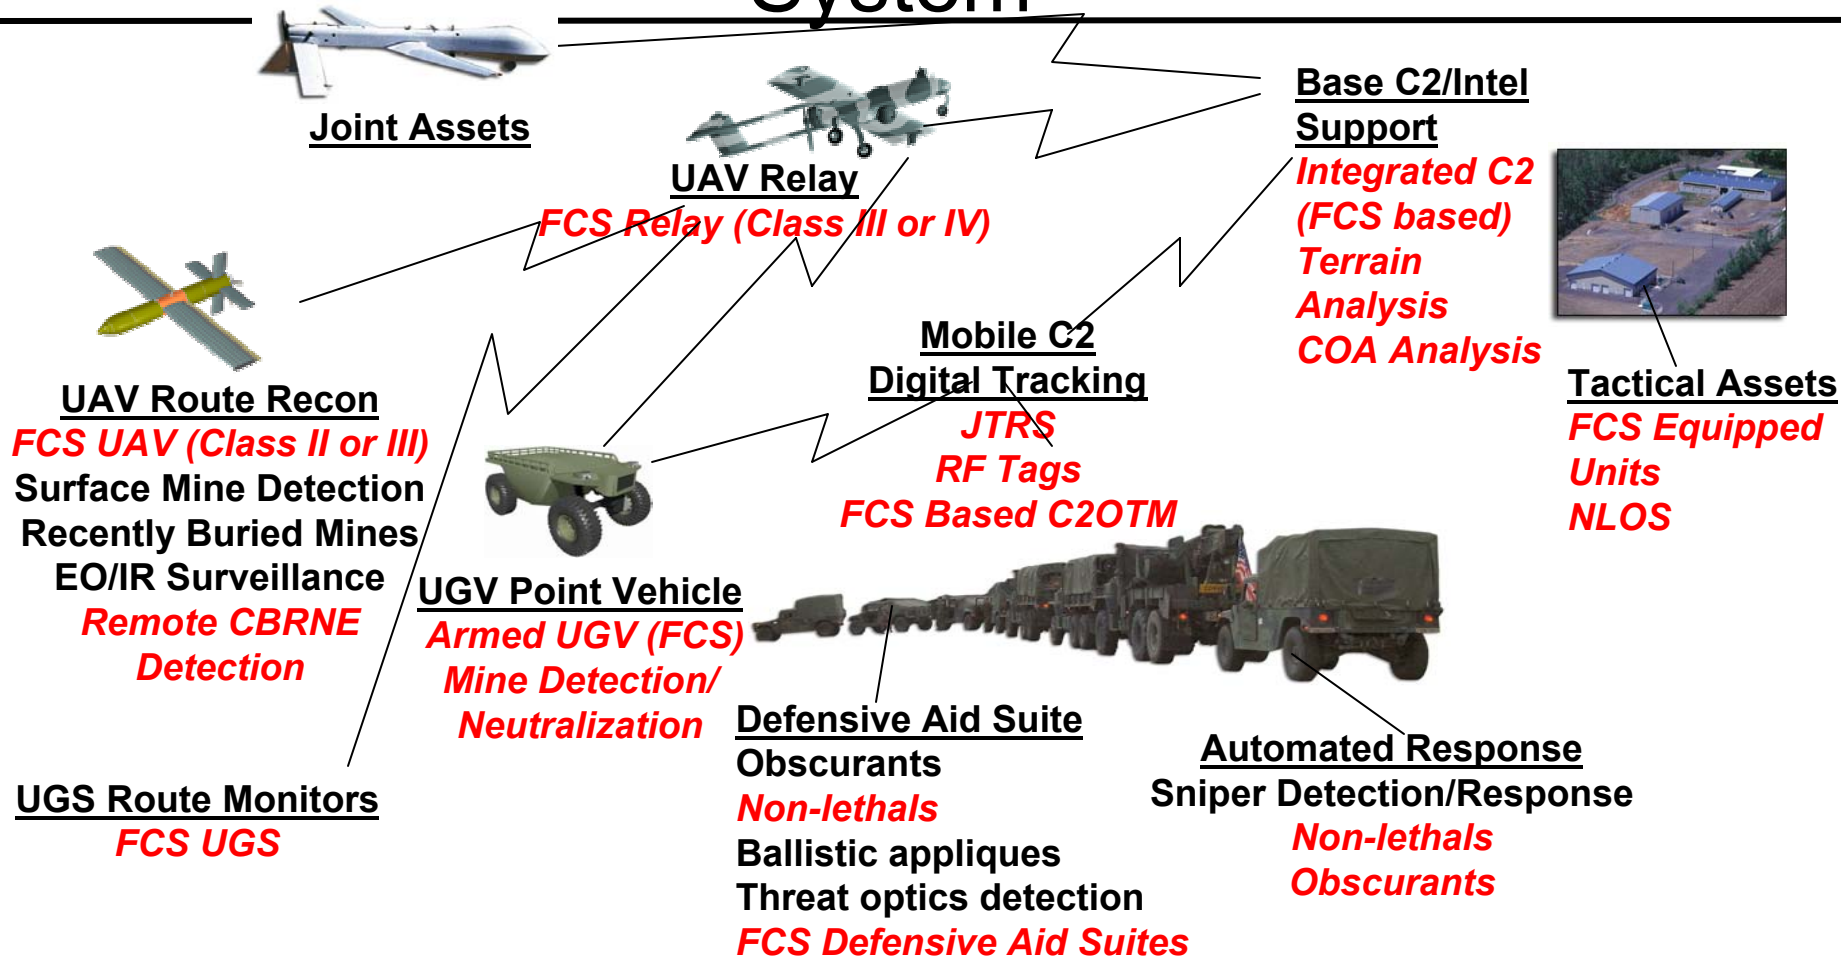 System
Joint Assets
UAV Relay
FCS Relay (Class III or IV)
Base C2/Intel
Support
Integrated C2
(FCS based)
Terrain
Analysis
COA Analysis
UAV Route Recon
FCS UAV (Class II or III)
Surface Mine Detection
Recently Buried Mines
EO/IR Surveillance
Remote CBRNE
Detection
Mobile C2
Digital Tracking
JTRS
RF Tags
FCS Based C2OTM
Tactical Assets
FCS Equipped
Units
NLOS
UGV Point Vehicle
Armed UGV (FCS)
Mine Detection/
Neutralization
UGS Route Monitors
FCS UGS
Defensive Aid Suite
Obscurants
Non-lethals
Ballistic appliques
Threat optics detection
FCS Defensive Aid Suites
Automated Response
Sniper Detection/Response
Non-lethals
Obscurants